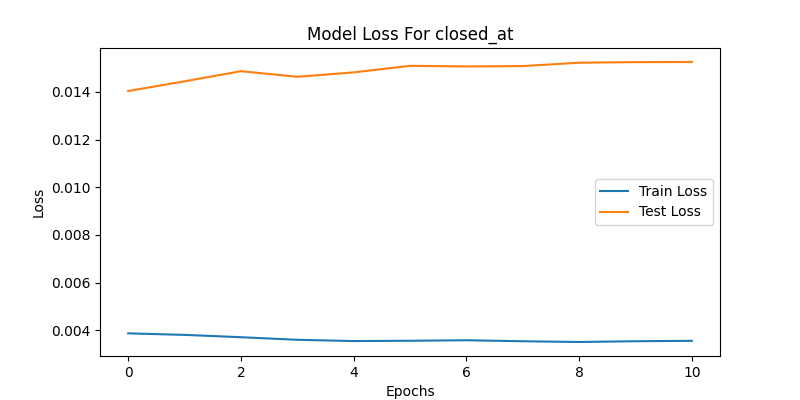 Model Loss For closed_at
0.014
0.012
0.010
0.008
0.006
0.004
Loss
Train Loss
Test Loss
0 2 4 6 8 10
Epochs